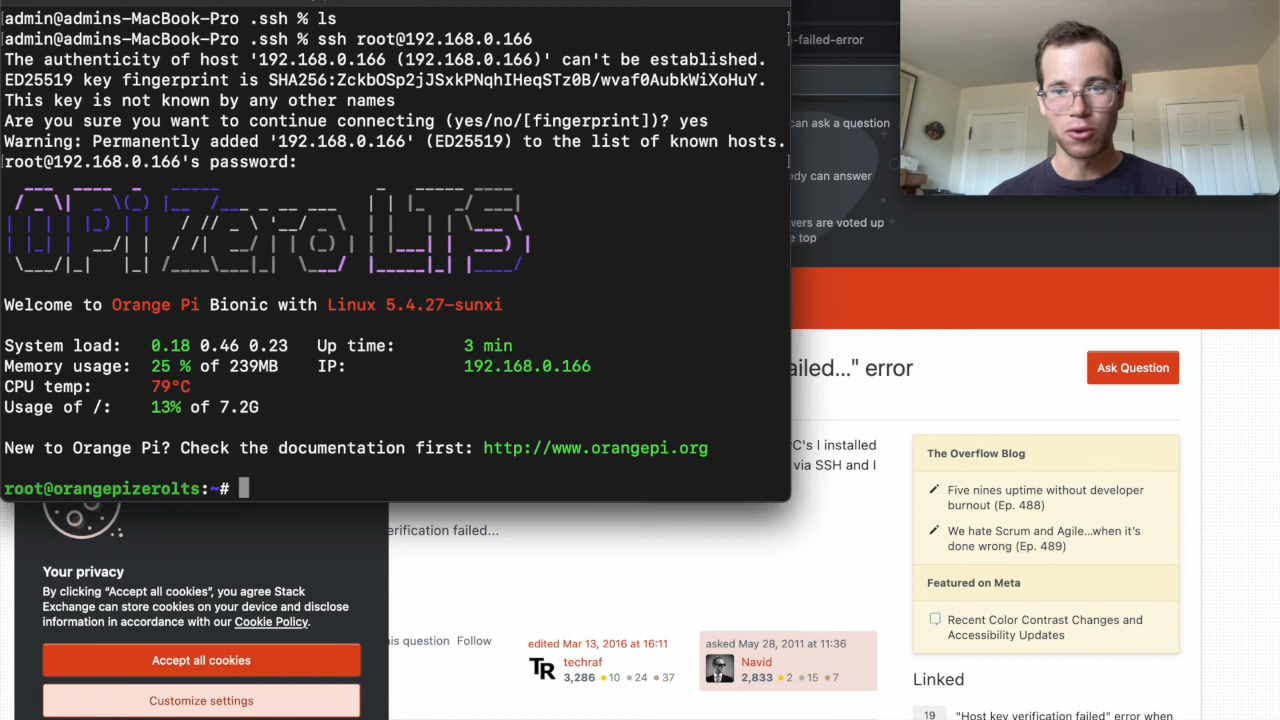 [admin@admins-MacBook-Pro .ssh % ls
[admin@admins-MacBook-Pro .ssh % ssh root@192.168.0.166
The authenticity of host '192.168.0.166 (192.168.0.166)' can't be established.
ED25519 key fingerprint is SHA256:ZckbOSp2jJSxkPNqhIHeqSTz0B/wvaf0AubkWiXoHuY.
This key is not known by any other names
Are you sure you want to continue connecting (yes/no/[fingerprint])? yes
Warning: Permanently added '192.168.0.166' (ED25519) to the list of known hosts.
[root@192.168.0.166's password:
OPi Zero LTS
Welcome to Orange Pi Bionic with Linux 5.4.27-sunxi
System load: 0.18 0.46 0.23 Up time: 3 min
Memory usage: 25 % of 239MB IP: 192.168.0.166
CPU temp: 79°C
Usage of /: 13% of 7.2G
New to Orange Pi? Check the documentation first: http://www.orangepi.org
root@orangepizerolts:~#
-failed-error
can ask a question
ody can answer
wers are voted up
e top
ailed..." error
Ask Question
PC's I installed
via SSH and I
erification failed...
The Overflow Blog
Five nines uptime without developer
burnout (Ep. 488)
We hate Scrum and Agile...when it's
done wrong (Ep. 489)
Featured on Meta
Recent Color Contrast Changes and
Accessibility Updates
Linked
19 "Host key verification failed" error when
Your privacy
By clicking “Accept all cookies”, you agree Stack
Exchange can store cookies on your device and disclose
information in accordance with our Cookie Policy.
Accept all cookies
Customize settings
his question Follow
edited Mar 13, 2016 at 16:11
TR
techraf
3,286 10 24 37
asked May 28, 2011 at 11:36
Navid
2,833 2 15 7